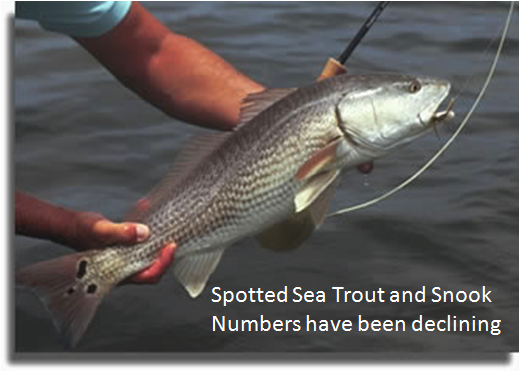 Spotted Sea Trout and Snook
Numbers have been declining